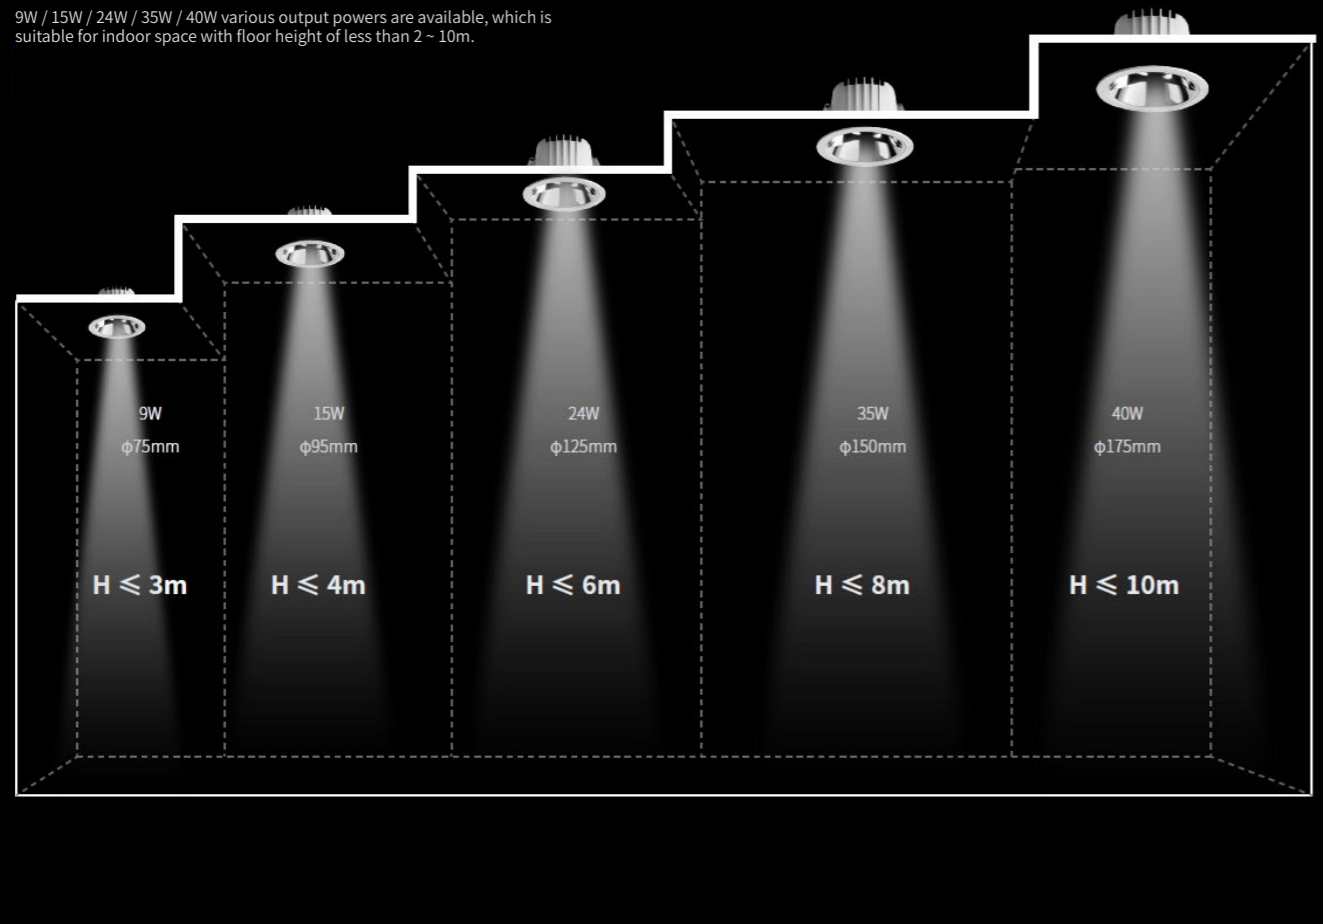 9W / 15W / 24W / 35W / 40W various output powers are available, which is
suitable for indoor space with floor height of less than 2 ~ 10m.
9W
ϕ75mm
H ⩽ 3m
15W
ϕ95mm
H ⩽ 4m
24W
ϕ125mm
H ⩽ 6m
35W
ϕ150mm
H ⩽ 8m
40W
ϕ175mm
H ⩽ 10m